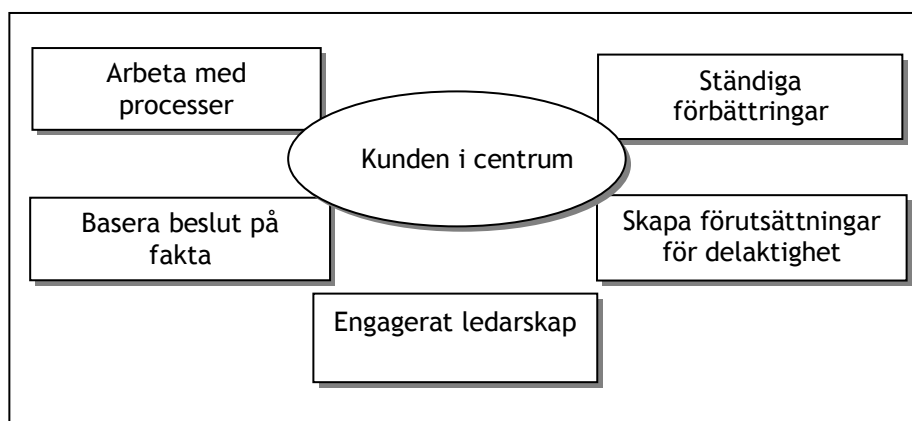 Arbeta med
processer
Ständiga
förbättringar
Kunden i centrum
Basera beslut på
fakta
Skapa förutsättningar
för delaktighet
Engagerat ledarskap